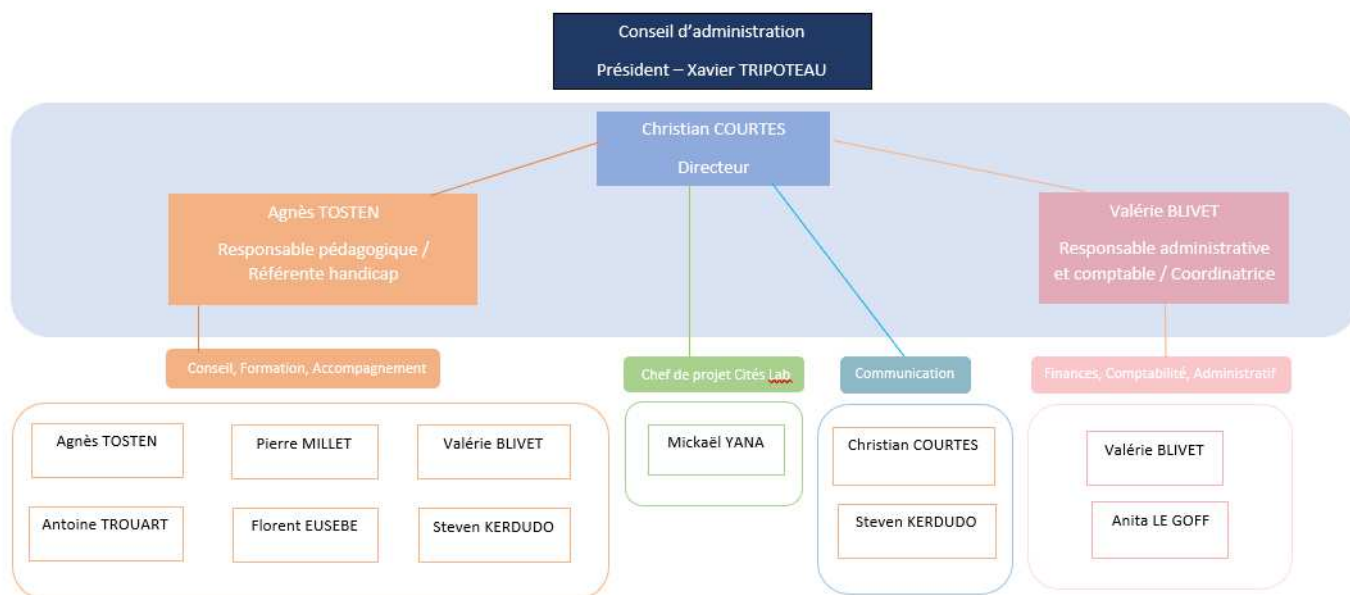 Conseil d'administration
Président – Xavier TRIPOTEAU
Christian COURTES
Directeur
Agnès TOSTEN
Responsable pédagogique /
Référente handicap
Valérie BLIVET
Responsable administrative
et comptable / Coordinatrice
Conseil, Formation, Accompagnement
Chef de projet Cités Lab
Communication
Finances, Comptabilité, Administratif
Agnès TOSTEN
Pierre MILLET
Valérie BLIVET
Antoine TROUART
Florent EUSEBE
Steven KERDUDO
Mickaël YANA
Christian COURTES
Steven KERDUDO
Valérie BLIVET
Anita LE GOFF